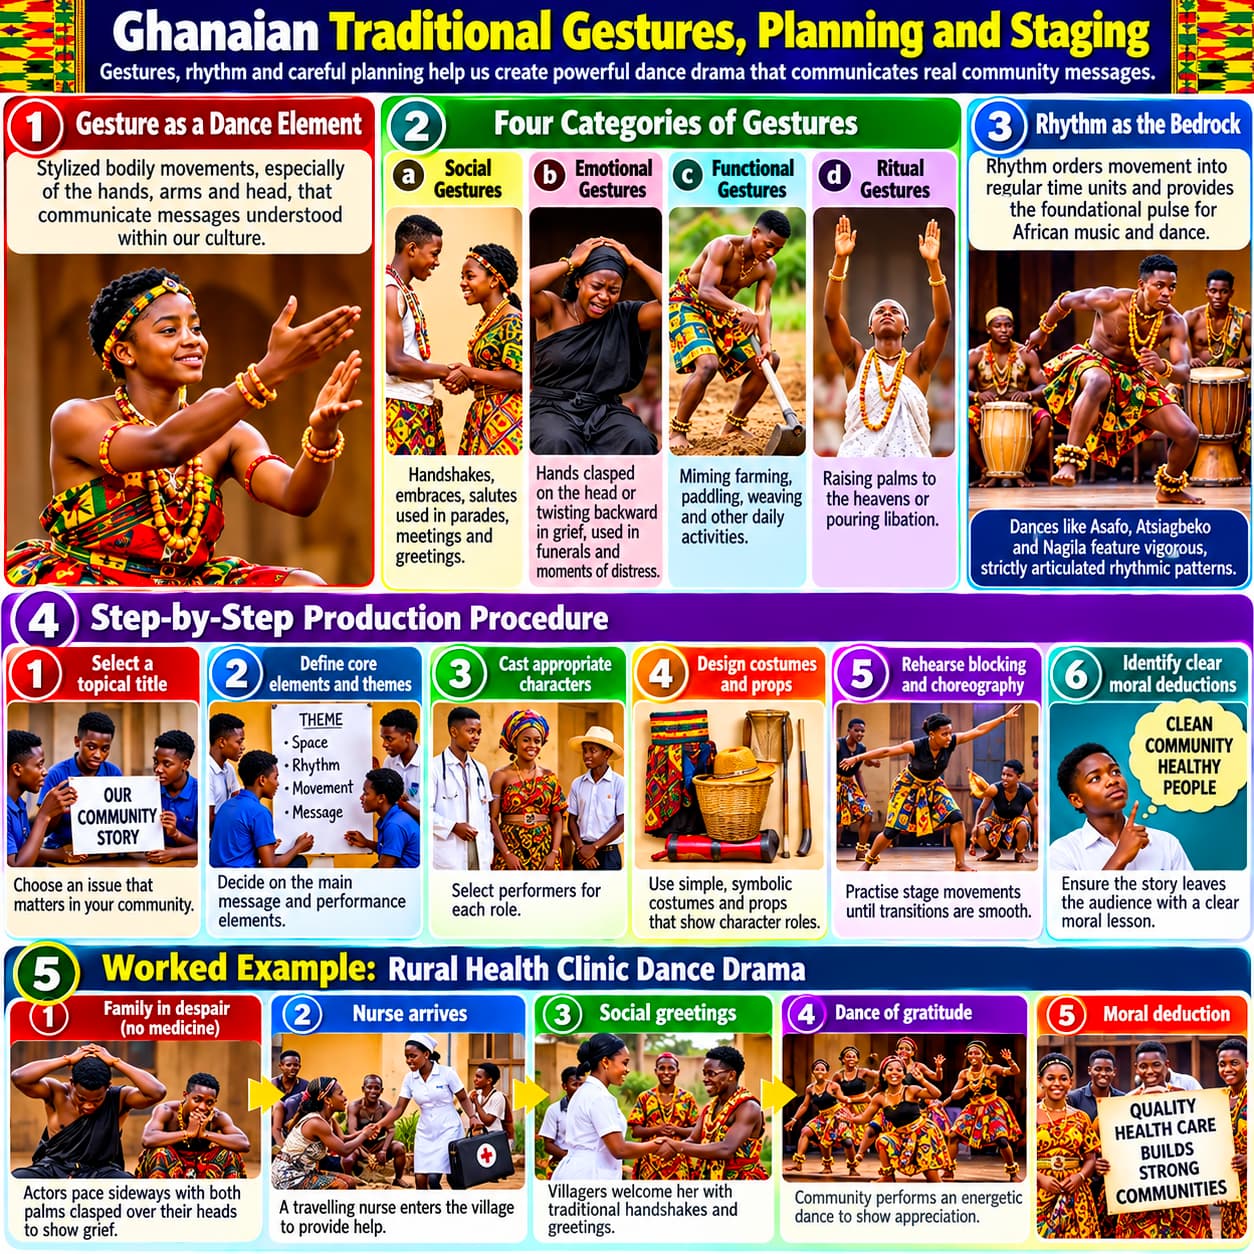 Ghanaian Traditional Gestures, Planning and Staging
Gestures, rhythm and careful planning help us create powerful dance drama that communicates real community messages.
1 Gesture as a Dance Element
Stylized bodily movements, especially
of the hands, arms and head, that
communicate messages understood
within our culture.
2 Four Categories of Gestures
a Social
Gestures
Handshakes,
embraces, salutes
used in parades,
meetings and
greetings.
b Emotional
Gestures
Hands clasped
on the head or
twisting backward
in grief, used in
funerals and
moments of distress.
c Functional
Gestures
Miming farming,
paddling, weaving
and other daily
activities.
d Ritual
Gestures
Raising palms to
the heavens or
pouring libation.
3 Rhythm as the Bedrock
Rhythm orders movement into
regular time units and provides
the foundational pulse for
African music and dance.
Dances like Asafo, Atsiagbeko
and Nagila feature vigorous,
strictly articulated rhythmic patterns.
4 Step-by-Step Production Procedure
1 Select a
topical title
OUR
COMMUNITY
STORY
Choose an issue that
matters in your community.
2 Define core
elements and themes
THEME
• Space
• Rhythm
• Movement
• Message
Decide on the main
message and performance
elements.
3 Cast appropriate
characters
Select performers for
each role.
4 Design costumes
and props
Use simple, symbolic
costumes and props
that show character roles.
5 Rehearse blocking
and choreography
Practise stage movements
until transitions are smooth.
6 Identify clear
moral deductions
CLEAN
COMMUNITY
HEALTHY
PEOPLE
Ensure the story leaves
the audience with a clear
moral lesson.
5 Worked Example: Rural Health Clinic Dance Drama
1 Family in despair
(no medicine)
Actors pace sideways with both
palms clasped over their heads
to show grief.
2 Nurse arrives
A travelling nurse enters the village
to provide help.
3 Social greetings
Villagers welcome her with
traditional handshakes and
greetings.
4 Dance of gratitude
Community performs an energetic
dance to show appreciation.
5 Moral deduction
QUALITY
HEALTH CARE
BUILDS
STRONG
COMMUNITIES